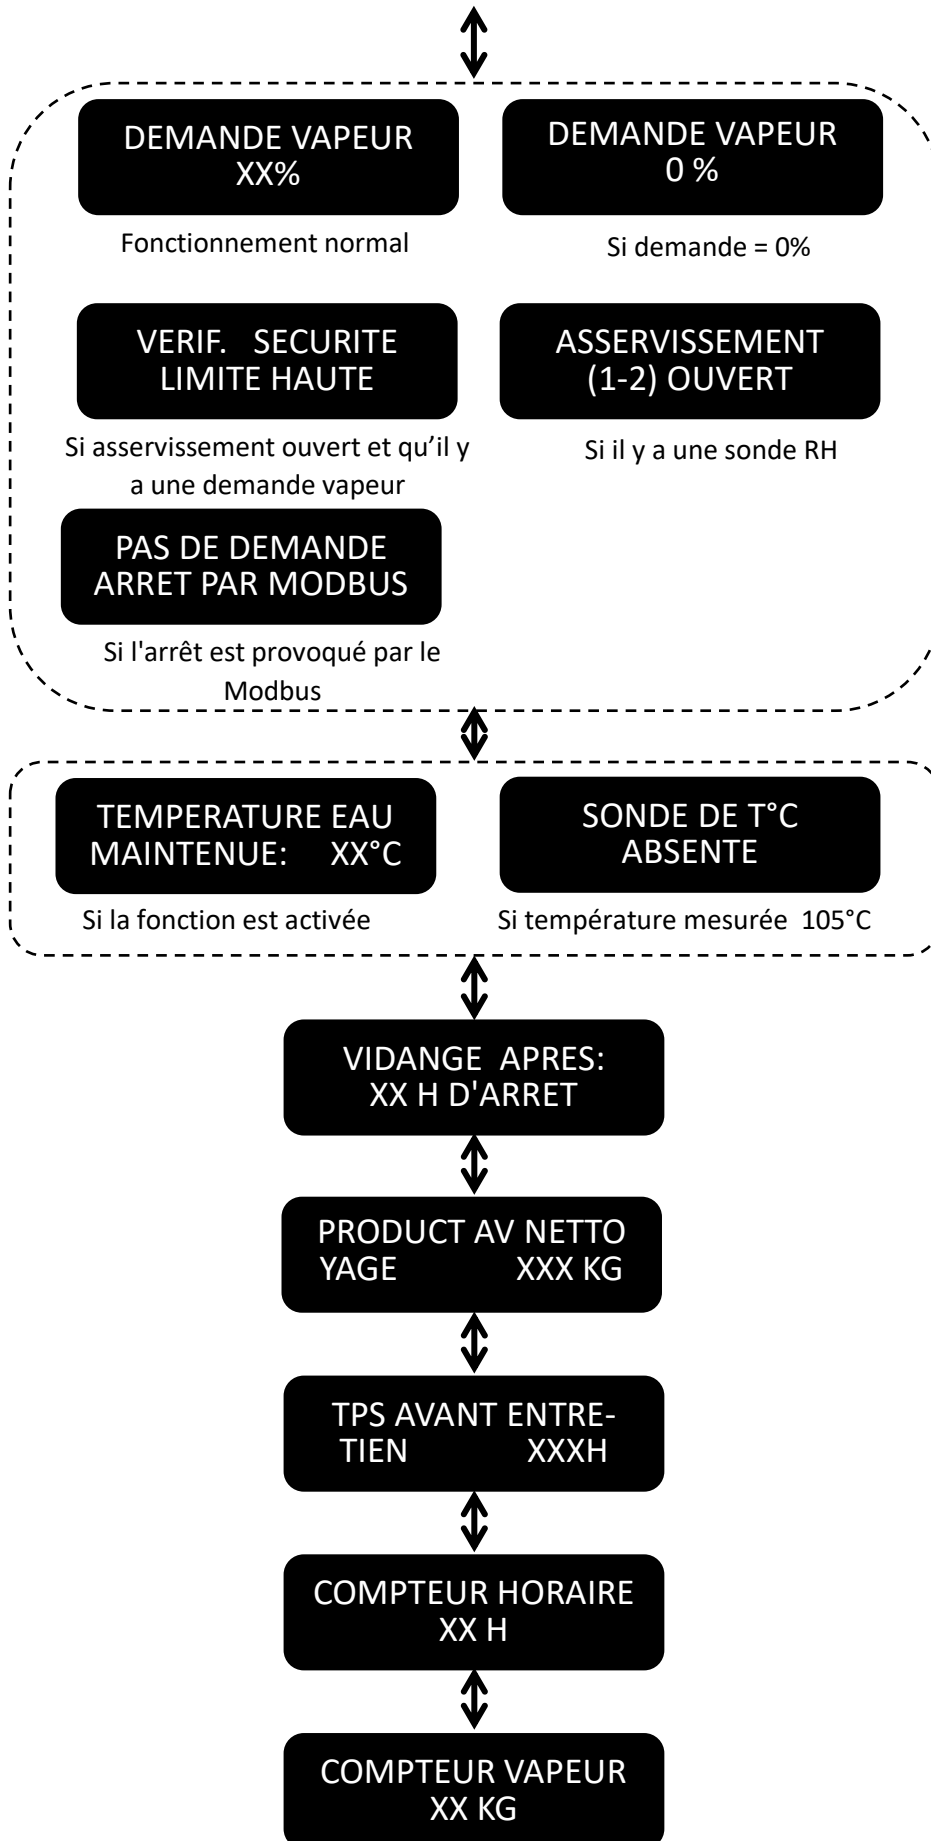 DEMANDE VAPEUR
XX%
Fonctionnement normal
DEMANDE VAPEUR
0 %
Si demande = 0%
VERIF. SECURITE
LIMITE HAUTE
Si asservissement ouvert et qu’il y
a une demande vapeur
ASSERVISSEMENT
(1-2) OUVERT
Si il y a une sonde RH
PAS DE DEMANDE
ARRET PAR MODBUS
Si l'arrêt est provoqué par le
Modbus
TEMPERATURE EAU
MAINTENUE: XX°C
Si la fonction est activée
SONDE DE T°C
ABSENTE
Si température mesurée 105°C
VIDANGE APRES:
XX H D'ARRET
PRODUCT AV NETTO
YAGE XXX KG
TPS AVANT ENTRE-
TIEN XXXH
COMPTEUR HORAIRE
XX H
COMPTEUR VAPEUR
XX KG